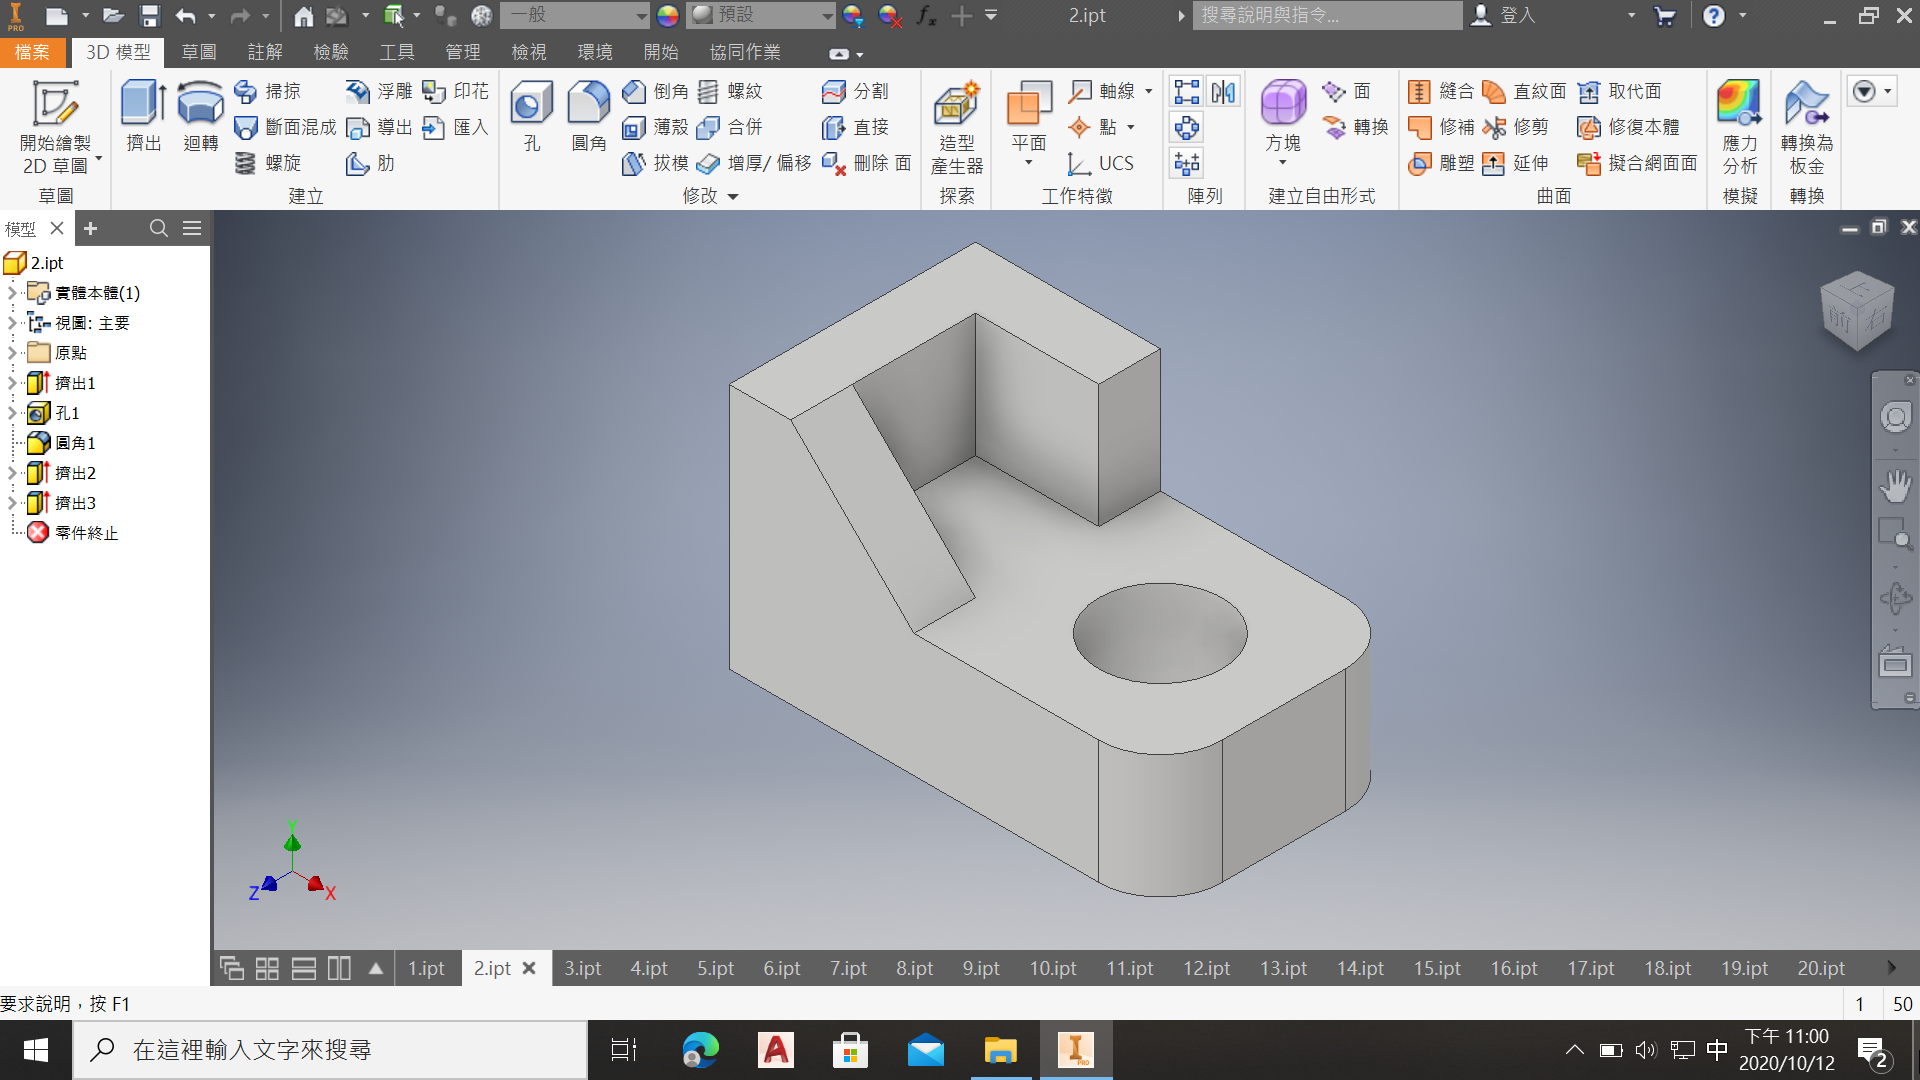 PRO
一般
預設
2.ipt
搜尋說明與指令...
登入
檔案
3D 模型
草圖
註解
檢驗
工具
管理
檢視
環境
開始
協同作業
開始繪製
2D 草圖
擠出
迴轉
掃掠
斷面混成
螺旋
浮雕
導出
肋
印花
匯入
孔
圓角
倒角
薄殼
拔模
螺紋
合併
增厚/ 偏移
分割
直接
刪除 面
造型
產生器
平面
軸線
點
UCS
方塊
面
轉換
縫合
修補
雕塑
直紋面
修剪
延伸
取代面
修復本體
擬合網面面
應力
分析
轉換為
板金
草圖
建立
修改
探索
工作特徵
陣列
建立自由形式
曲面
模擬
轉換
模型
2.ipt
實體本體(1)
視圖: 主要
原點
擠出1
孔1
圓角1
擠出2
擠出3
零件終止
上
前
右
Y
Z
X
1.ipt
2.ipt
3.ipt
4.ipt
5.ipt
6.ipt
7.ipt
8.ipt
9.ipt
10.ipt
11.ipt
12.ipt
13.ipt
14.ipt
15.ipt
16.ipt
17.ipt
18.ipt
19.ipt
20.ipt
要求說明，按 F1
1
50
在這裡輸入文字來搜尋
PRO
中
下午 11:00
2020/10/12
2